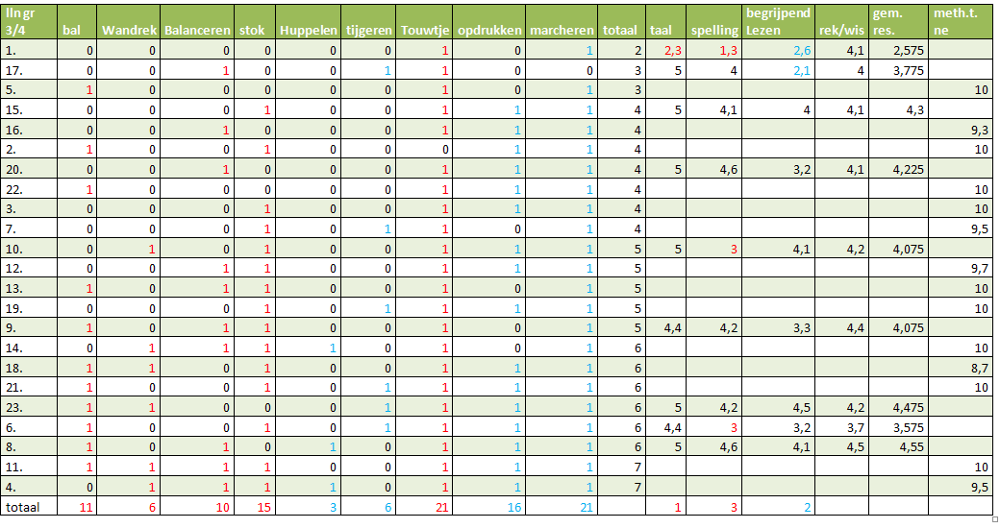 lln gr begrijpend gem. meth.t.
3/4 bal Wandrek Balanceren stok Huppelen tijgeren Touwtje opdrukken marcheren totaal taal spelling Lezen rek/wis res. ne
1. 0 0 0 0 0 0 1 0 1 2 2,3 1,3 2,6 4,1 2,575
17. 0 0 1 0 0 1 1 0 0 3 5 4 2,1 4 3,775
5. 1 0 0 0 0 0 1 0 1 3 10
15. 0 0 0 1 0 0 1 1 1 4 5 4,1 4 4,1 4,3
16. 0 0 1 0 0 0 1 1 1 4 9,3
2. 1 0 0 1 0 0 0 1 1 4 10
20. 0 0 1 0 0 0 1 1 1 4 5 4,6 3,2 4,1 4,225
22. 1 0 0 0 0 0 1 1 1 4 10
3. 0 0 0 1 0 0 1 1 1 4 10
7. 0 0 0 1 0 1 1 0 1 4 9,5
10. 0 1 0 1 0 0 1 1 1 5 5 3 4,1 4,2 4,075
12. 0 0 1 1 0 0 1 1 1 5 9,7
13. 1 0 1 1 0 0 1 0 1 5 10
19. 0 0 0 1 0 1 1 1 1 5 10
9. 1 0 1 1 0 0 1 0 1 5 4,4 4,2 3,3 4,4 4,075
14. 0 1 1 1 1 0 1 0 1 6 10
18. 1 1 0 1 0 0 1 1 1 6 8,7
21. 1 0 0 1 0 1 1 1 1 6 10
23. 1 1 0 0 0 1 1 1 1 6 5 4,2 4,5 4,2 4,475
6. 1 0 0 1 0 1 1 1 1 6 4,4 3 3,2 3,7 3,575
8. 1 0 1 0 1 0 1 1 1 6 5 4,6 4,1 4,5 4,55
11. 1 1 1 1 0 0 1 1 1 7 10
4. 0 1 1 1 1 0 1 1 1 7 9,5
totaal 11 6 10 15 3 6 21 16 21 1 3 2